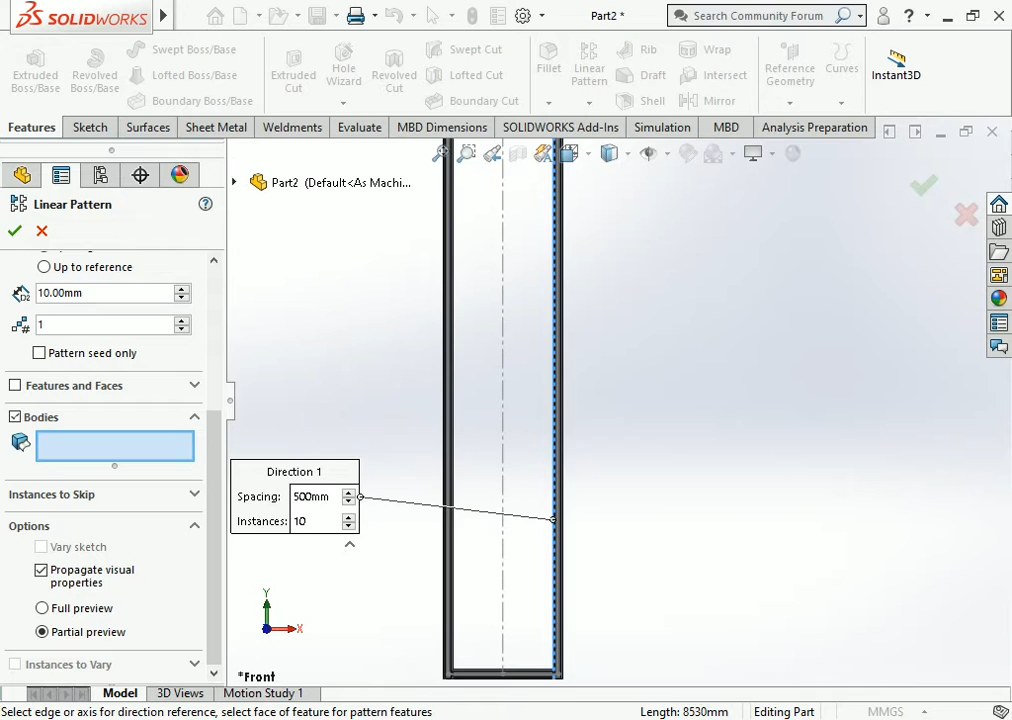 SOLIDWORKS
Part2 *
Search Community Forum
?
Extruded Boss/Base
Revolved Boss/Base
Swept Boss/Base
Lofted Boss/Base
Boundary Boss/Base
Extruded Cut
Hole Wizard
Revolved Cut
Swept Cut
Lofted Cut
Boundary Cut
Fillet
Linear Pattern
Rib
Draft
Shell
Wrap
Intersect
Mirror
Reference Geometry
Curves
Instant3D
Features
Sketch
Surfaces
Sheet Metal
Weldments
Evaluate
MBD Dimensions
SOLIDWORKS Add-Ins
Simulation
MBD
Analysis Preparation
Part2 (Default<As Machi...
Linear Pattern
?
Up to reference
D2
10.00mm
#
1
Pattern seed only
Features and Faces
Bodies
Instances to Skip
Options
Vary sketch
Propagate visual
properties
Full preview
Partial preview
Instances to Vary
Direction 1
Spacing: 500mm
Instances: 10
Y
X
*Front
Model
3D Views
Motion Study 1
Select edge or axis for direction reference, select face of feature for pattern features
Length: 8530mm
Editing Part
MMGS